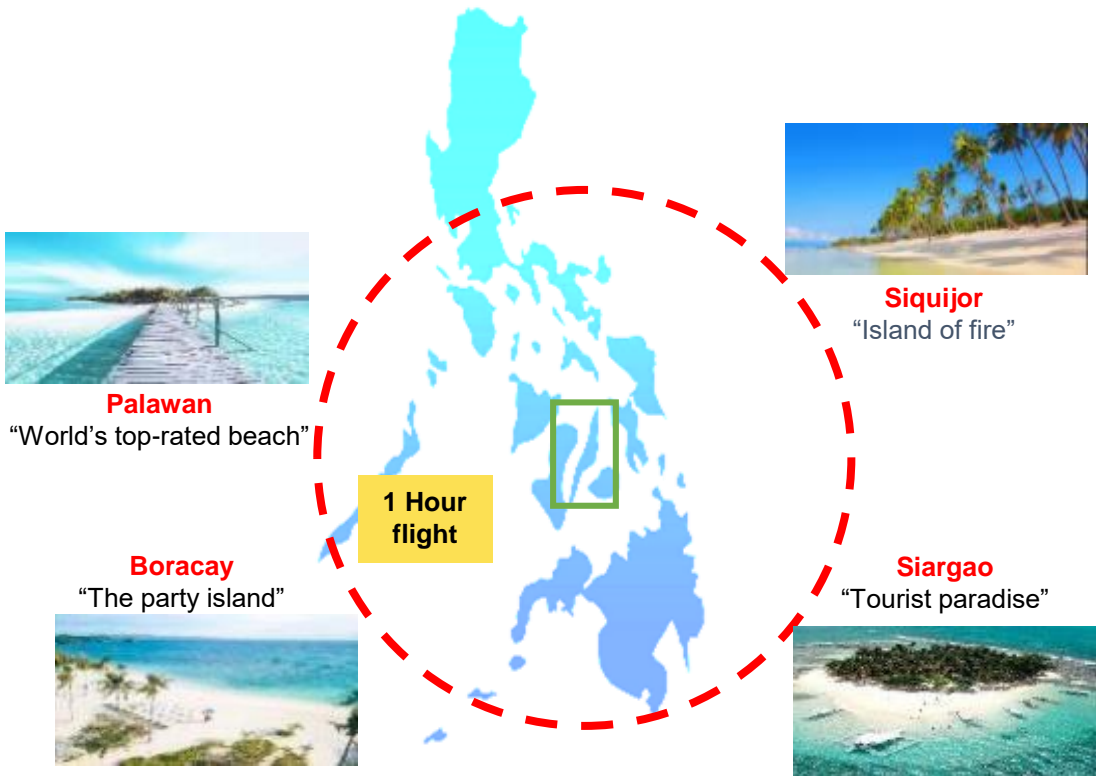 Siquijor
“Island of fire”
Palawan
“World’s top-rated beach”
1 Hour
flight
Boracay
“The party island”
Siargao
“Tourist paradise”